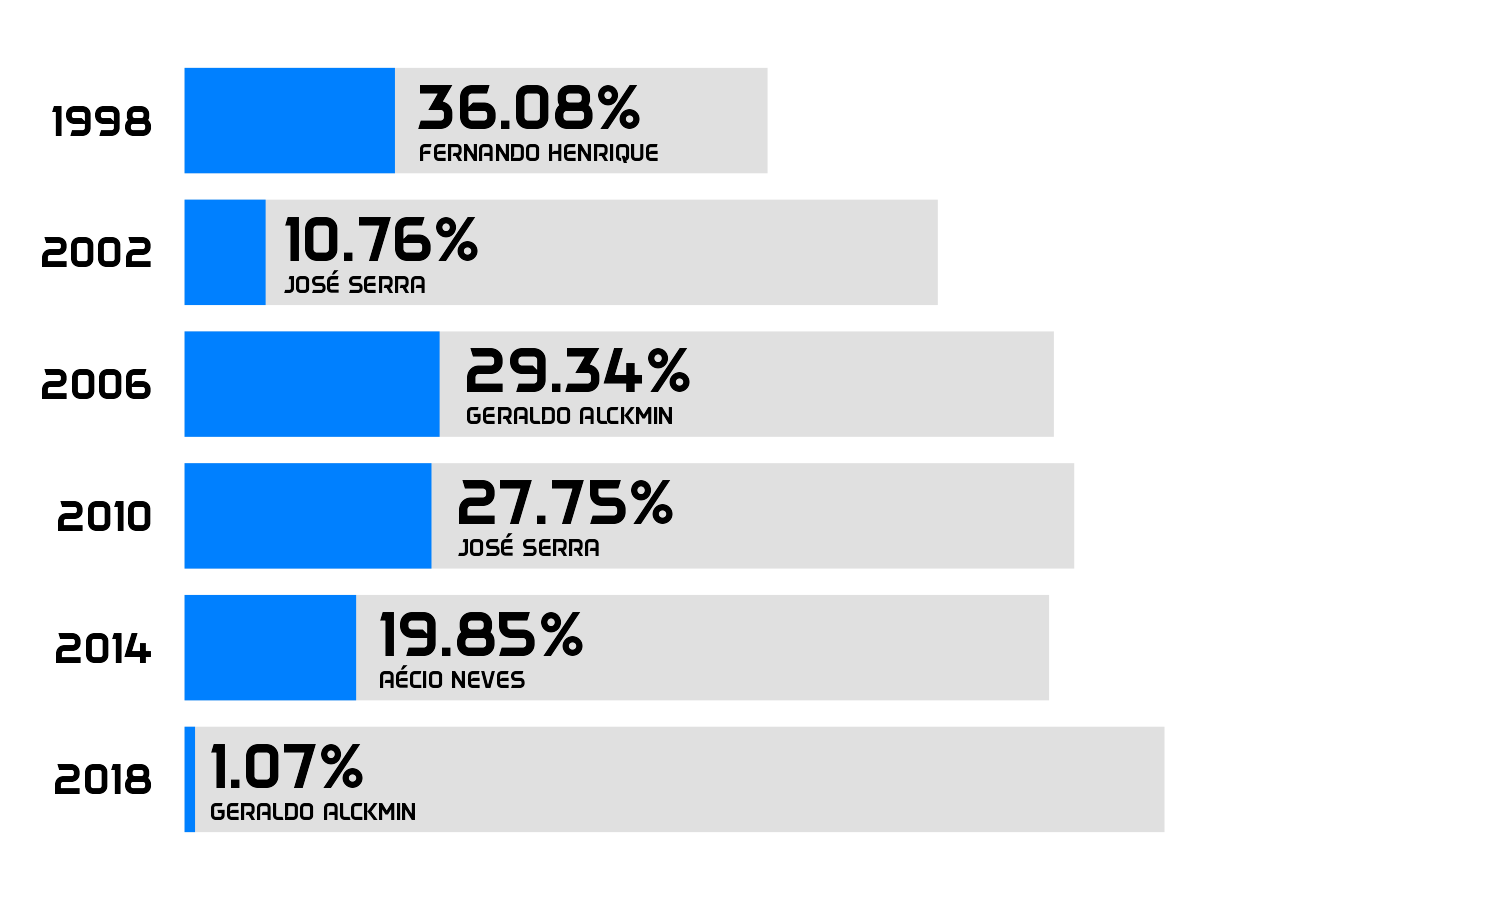 1998
36.08%
FERNANDO HENRIQUE
2002
10.76%
JOSÉ SERRA
2006
29.34%
GERALDO ALCKMIN
2010
27.75%
JOSÉ SERRA
2014
19.85%
AÉCIO NEVES
2018
1.07%
GERALDO ALCKMIN